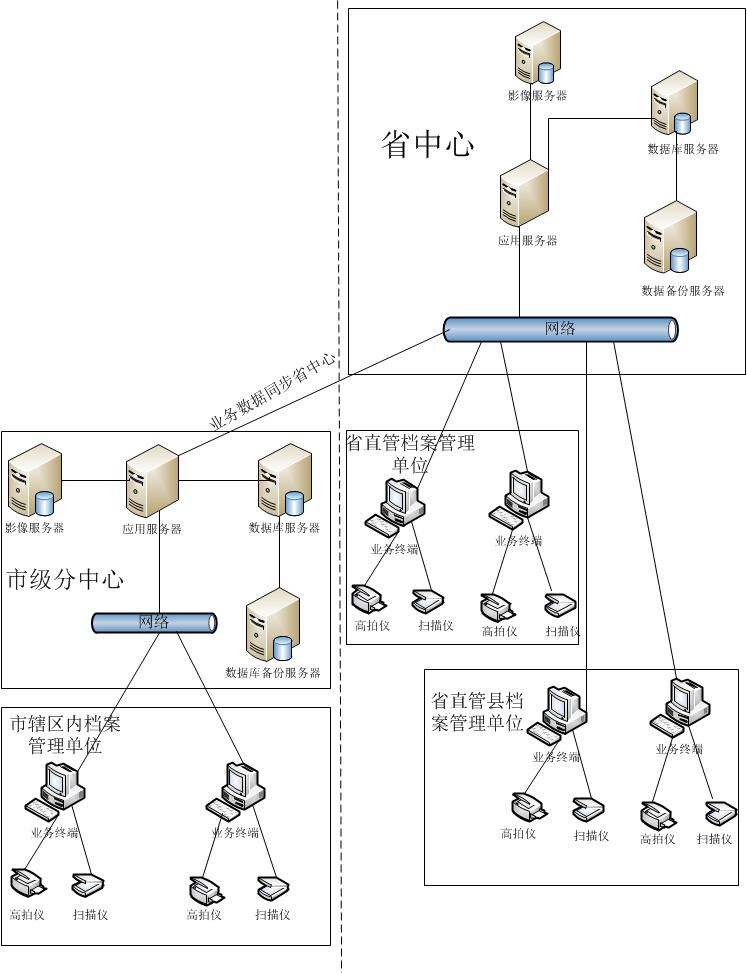 影像服务器
数据库服务器
省中心
应用服务器
数据备份服务器
网络
业务数据同步省中心
影像服务器
应用服务器
数据库服务器
市级分中心
网络
数据库备份服务器
省直管档案管理
单位
业务终端
业务终端
高拍仪
扫描仪
高拍仪
扫描仪
市辖区内档案
管理单位
业务终端
业务终端
高拍仪
扫描仪
高拍仪
扫描仪
省直管县档
案管理单位
业务终端
业务终端
高拍仪
扫描仪
高拍仪
扫描仪